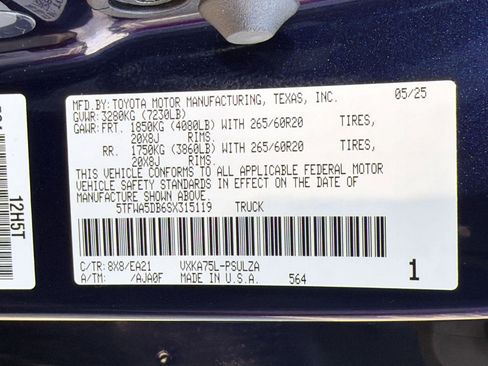 MFD.BY:TOYOTA MOTOR MANUFACTURING, TEXAS, INC. 05/25
GVWR:3280KG (7230LB)
GAWR:FRT. 1850KG (4080LB) WITH 265/60R20 TIRES,
20X8J RIMS.
RR. 1750KG (3860LB) WITH 265/60R20 TIRES,
20X8J RIMS.
THIS VEHICLE CONFORMS TO ALL APPLICABLE FEDERAL MOTOR
VEHICLE SAFETY STANDARDS IN EFFECT ON THE DATE OF
MANUFACTURE SHOWN ABOVE.
5TFWA5DB6SX315119 TRUCK
C/TR:8X8/EA21 VXKA75L-PSULZA
A/TM: /AJA0F MADE IN U.S.A. 564 1
12H5T